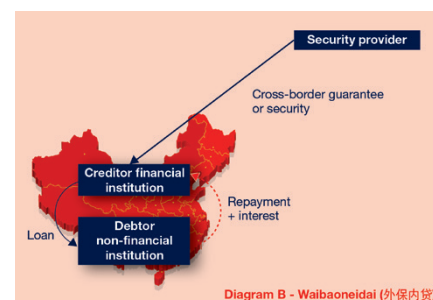 Security provider
Cross-border guarantee
or security
Creditor financial
institution
Repayment
+ interest
Loan
Debtor
non-financial
institution
Diagram B - Waibaoneidai (外保内贷